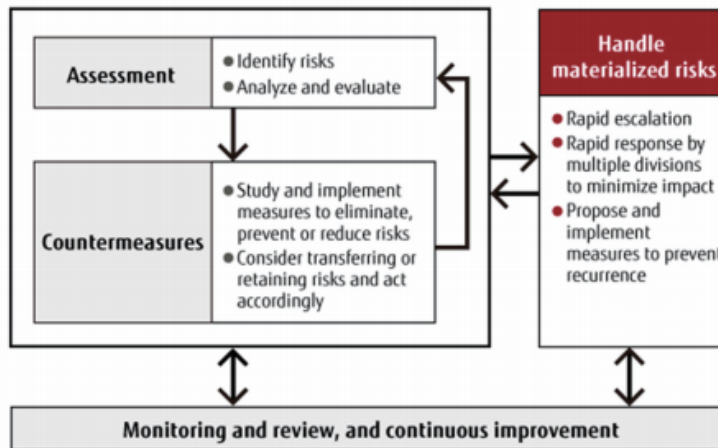 Assessment
● Identify risks
● Analyze and evaluate
Countermeasures
● Study and implement
measures to eliminate,
prevent or reduce risks
● Consider transferring or
retaining risks and act
accordingly
Handle
materialized risks
● Rapid escalation
● Rapid response by
multiple divisions
to minimize impact
● Propose and
implement
measures to prevent
recurrence
Monitoring and review, and continuous improvement